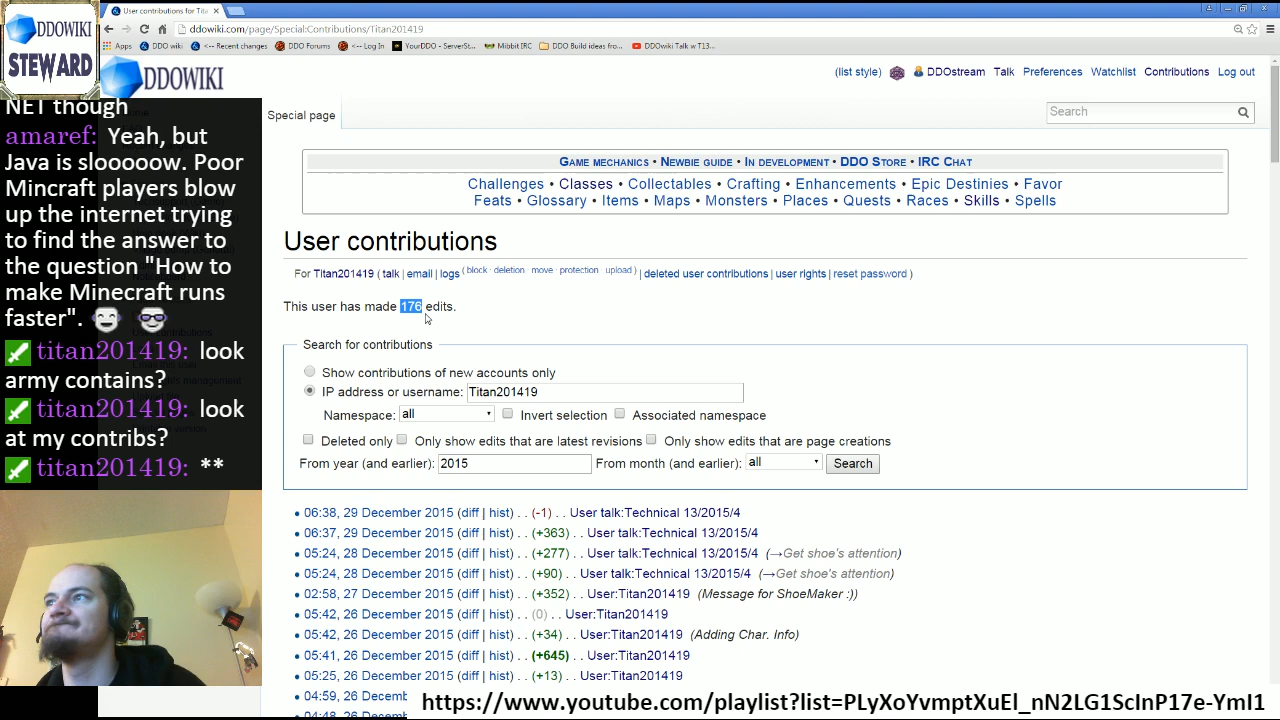 DDOWIKI
STEWARD
User contributions for Tita
ddowiki.com/page/Special:Contributions/Titan201419
Apps DDO wiki <-- Recent changes DDO Forums <-- Log In YourDDO - ServerSt... Mibbit IRC DDO Build ideas fro... DDOwiki Talk w T13...
DDOWIKI
(list style) DDOstream Talk Preferences Watchlist Contributions Log out
Special page
Search
GAME MECHANICS • NEWBIE GUIDE • IN DEVELOPMENT • DDO STORE • IRC CHAT
Challenges • Classes • Collectables • Crafting • Enhancements • Epic Destinies • Favor
Feats • Glossary • Items • Maps • Monsters • Places • Quests • Races • Skills • Spells
User contributions
For Titan201419 ( talk | email | logs ( block · deletion · move · protection · upload ) | deleted user contributions | user rights | reset password )
This user has made 176 edits.
Search for contributions
Show contributions of new accounts only
IP address or username: Titan201419
Namespace: all Invert selection Associated namespace
Deleted only Only show edits that are latest revisions Only show edits that are page creations
From year (and earlier): 2015 From month (and earlier): all Search
• 06:38, 29 December 2015 (diff | hist) . . (-1) . . User talk:Technical 13/2015/4
• 06:37, 29 December 2015 (diff | hist) . . (+363) . . User talk:Technical 13/2015/4
• 05:24, 28 December 2015 (diff | hist) . . (+277) . . User talk:Technical 13/2015/4 (→Get shoe's attention)
• 05:24, 28 December 2015 (diff | hist) . . (+90) . . User talk:Technical 13/2015/4 (→Get shoe's attention)
• 02:58, 27 December 2015 (diff | hist) . . (+352) . . User:Titan201419 (Message for ShoeMaker :))
• 05:42, 26 December 2015 (diff | hist) . . (0) . . User:Titan201419
• 05:42, 26 December 2015 (diff | hist) . . (+34) . . User:Titan201419 (Adding Char. Info)
• 05:41, 26 December 2015 (diff | hist) . . (+645) . . User:Titan201419
• 05:25, 26 December 2015 (diff | hist) . . (+13) . . User:Titan201419
• 04:59, 26 Decemb
• 04:48, 26 Decemb
NET though
amaref: Yeah, but
Java is slooooow. Poor
Mincraft players blow
up the internet trying
to find the answer to
the question "How to
make Minecraft runs
faster".
titan201419: look
army contains?
titan201419: look
at my contribs?
titan201419: **
https://www.youtube.com/playlist?list=PLyXoYvmptXuEl_nN2LG1ScInP17e-YmI1